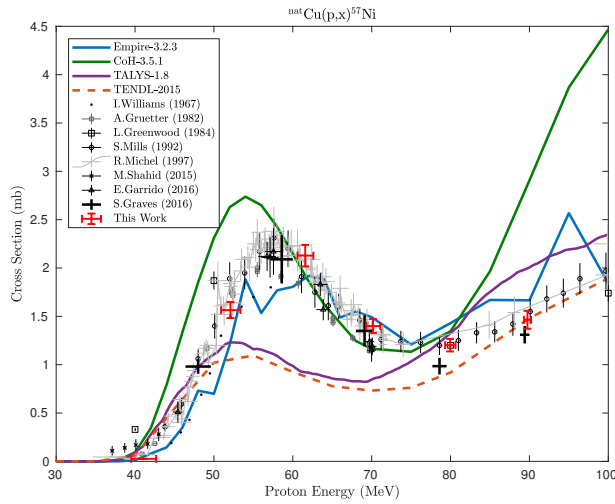 natCu(p,x)57Ni
4.5
4
3.5
3
2.5
2
1.5
1
0.5
0
Cross Section (mb)
Empire-3.2.3
CoH-3.5.1
TALYS-1.8
TENDL-2015
I.Williams (1967)
A.Gruetter (1982)
L.Greenwood (1984)
S.Mills (1992)
R.Michel (1997)
M.Shahid (2015)
E.Garrido (2016)
S.Graves (2016)
This Work
30 40 50 60 70 80 90 100
Proton Energy (MeV)